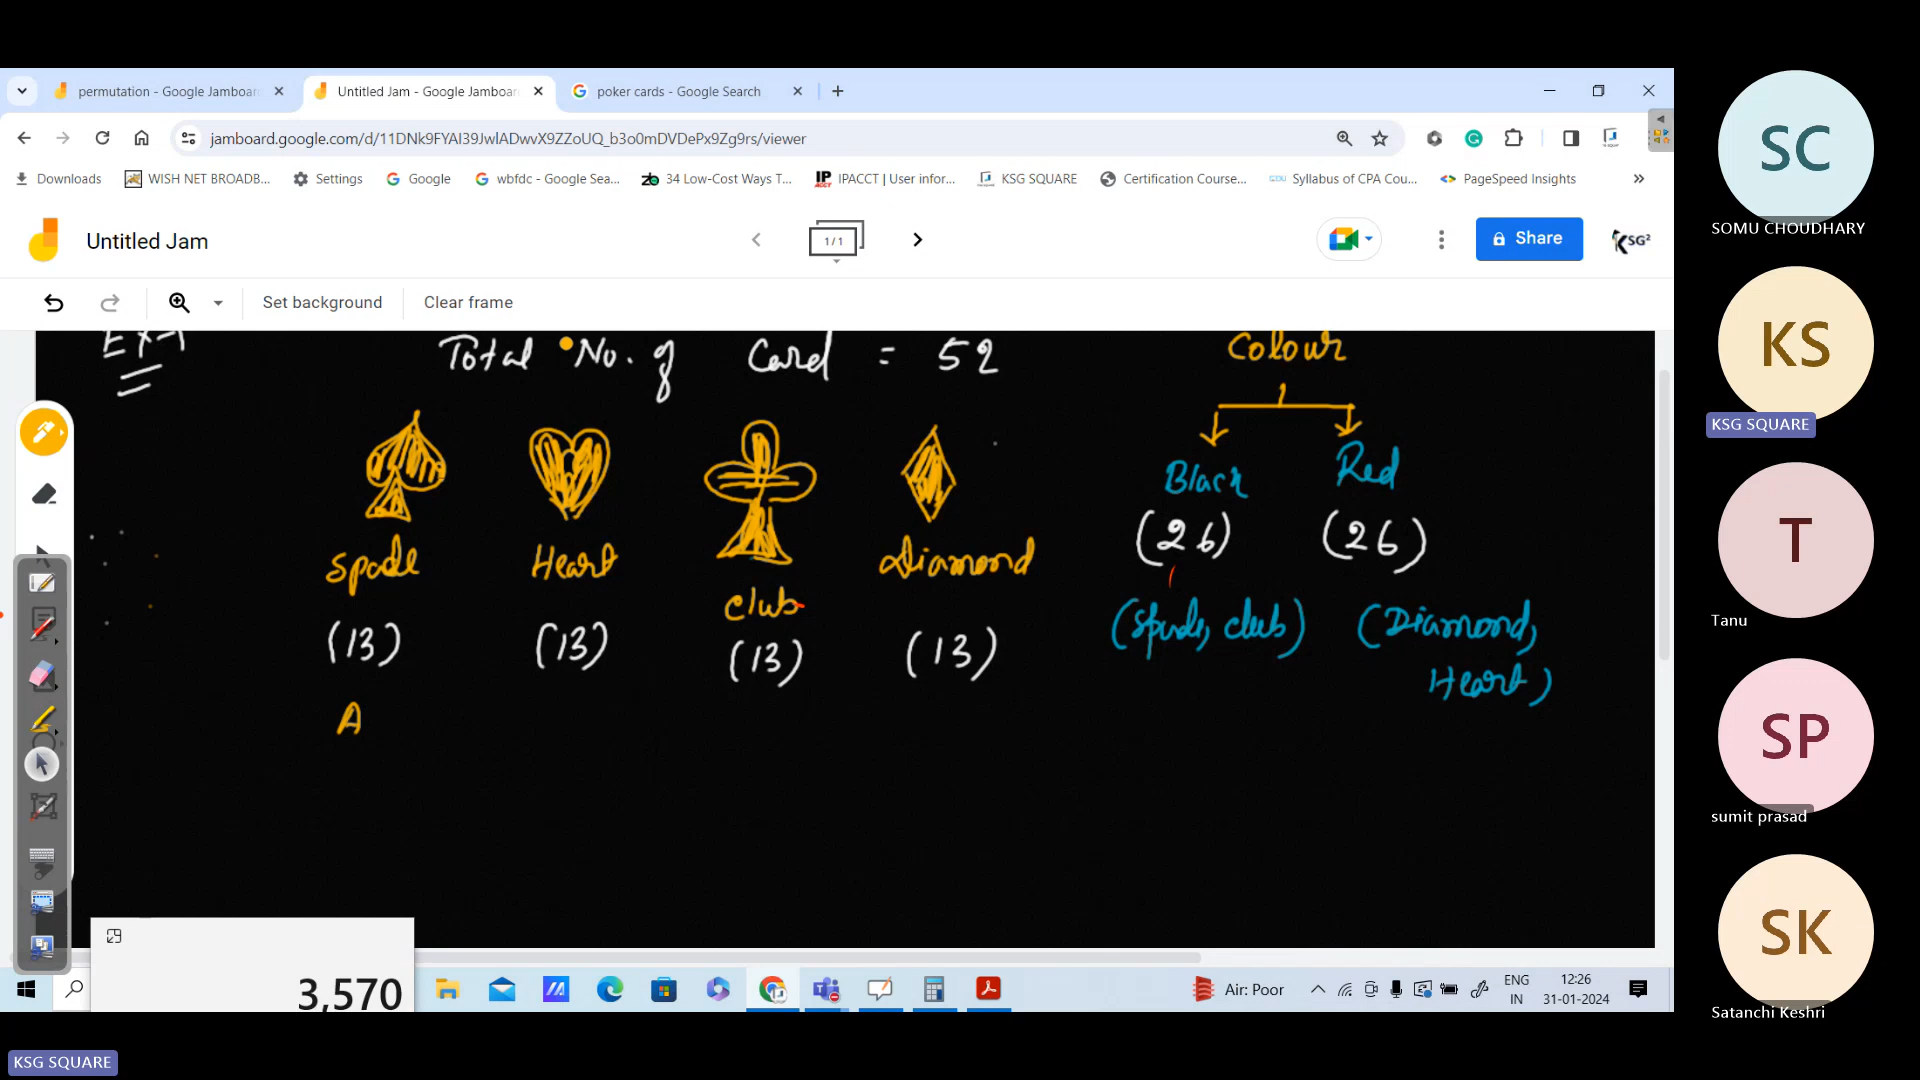 permutation - Google Jamboar
Untitled Jam - Google Jamboar
poker cards - Google Search
jamboard.google.com/d/11DNk9FYAI39JwlADwvX9ZZoUQ_b3o0mDVDePx9Zg9rs/viewer
Downloads
WISH NET BROADB...
Settings
Google
wbfdc - Google Sea...
34 Low-Cost Ways T...
IPACCT | User infor...
KSG SQUARE
Certification Course...
Syllabus of CPA Cou...
PageSpeed Insights
Untitled Jam
1 / 1
Share
KSG²
Set background
Clear frame
Total No. of Card = 52
Colour
Black
Red
(26)
(26)
Spade
Heart
Club
Diamond
(Spade, club)
(Diamond,
Heart)
(13)
(13)
(13)
(13)
A
3,570
Air: Poor
ENG
IN
12:26
31-01-2024
SC
SOMU CHOUDHARY
KS
KSG SQUARE
T
Tanu
SP
sumit prasad
SK
Satanchi Keshri
KSG SQUARE